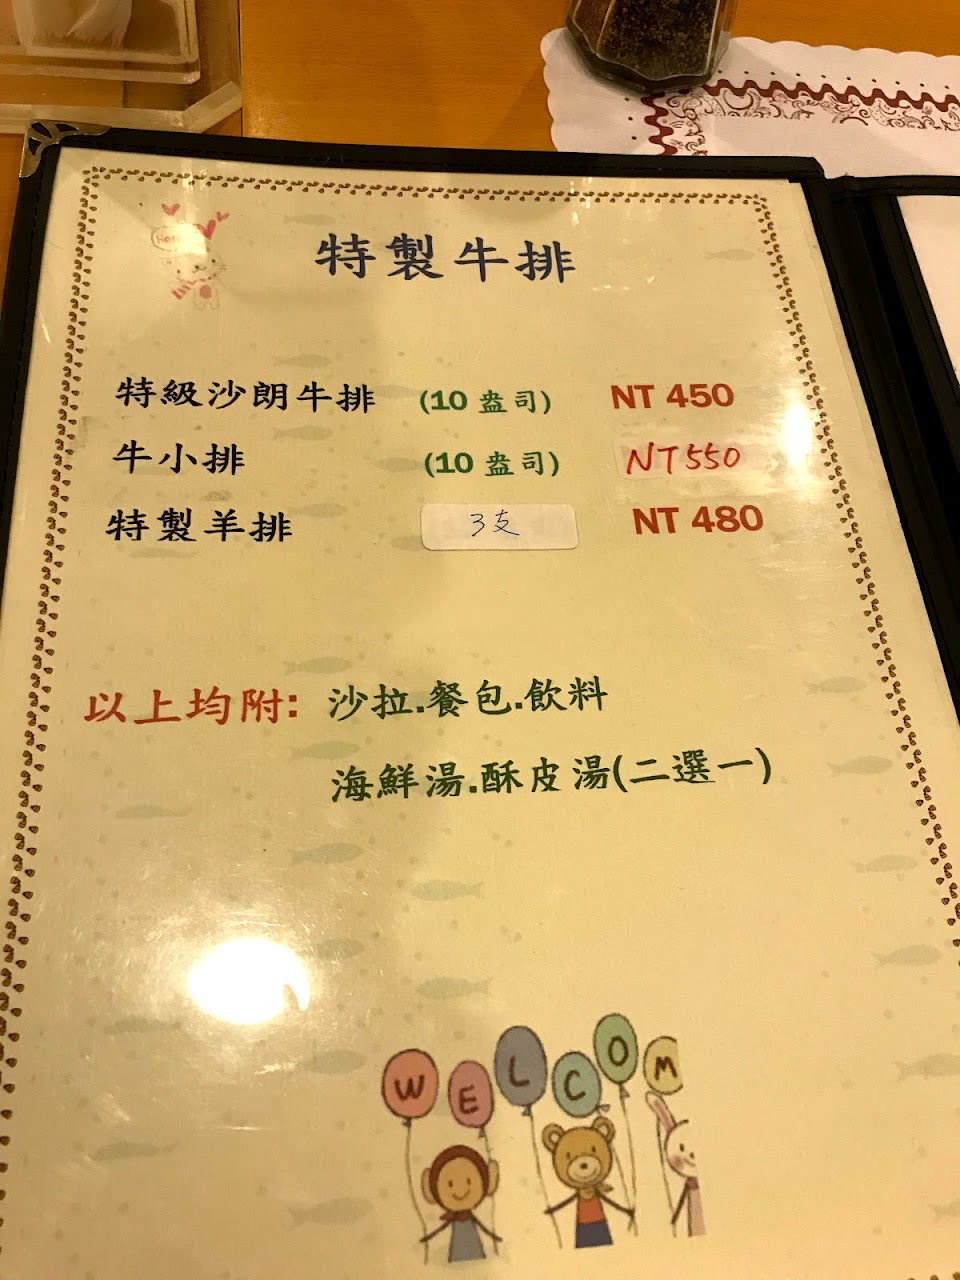 特製牛排
特級沙朗牛排 (10 盎司) NT 450
牛小排 (10 盎司) NT550
特製羊排 3支 NT 480
以上均附: 沙拉.餐包.飲料
海鮮湯.酥皮湯(二選一)
WELCOM